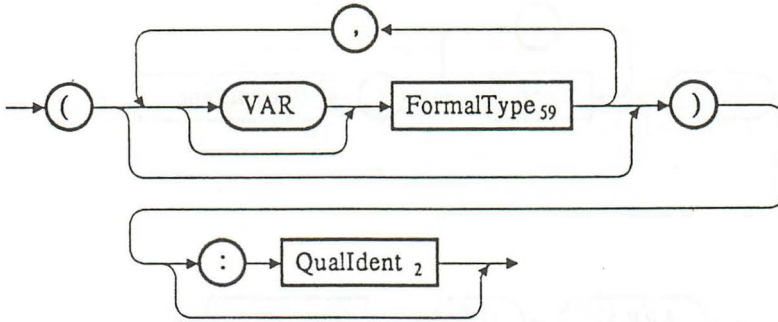 ,
( VAR FormalType 59 )
: QualIdent 2